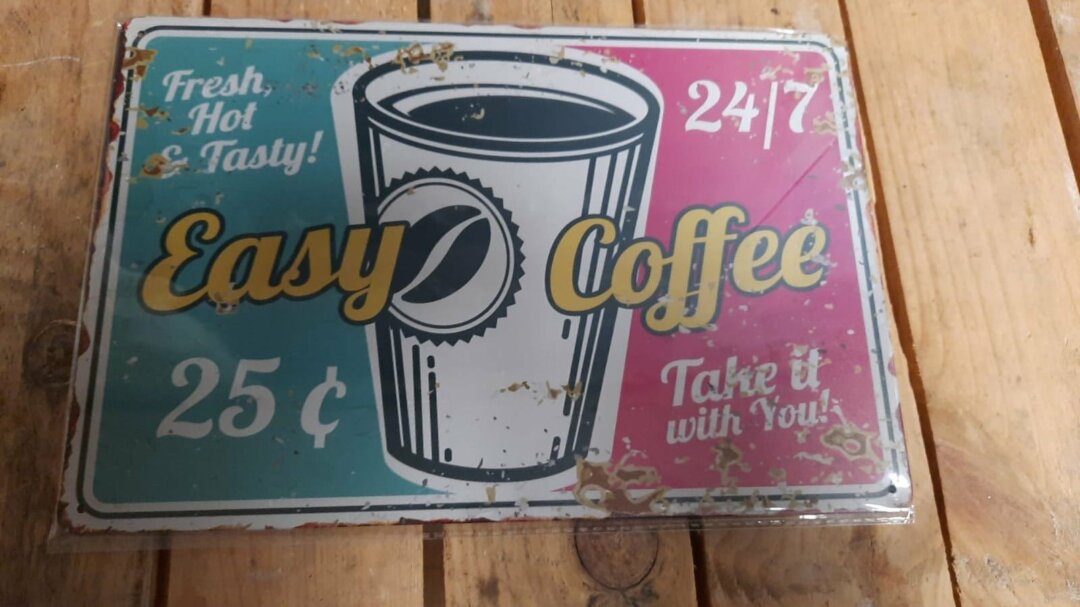 Fresh,
Hot
& Tasty!
24/7
Easy Coffee
25 ¢
Take it
with You!